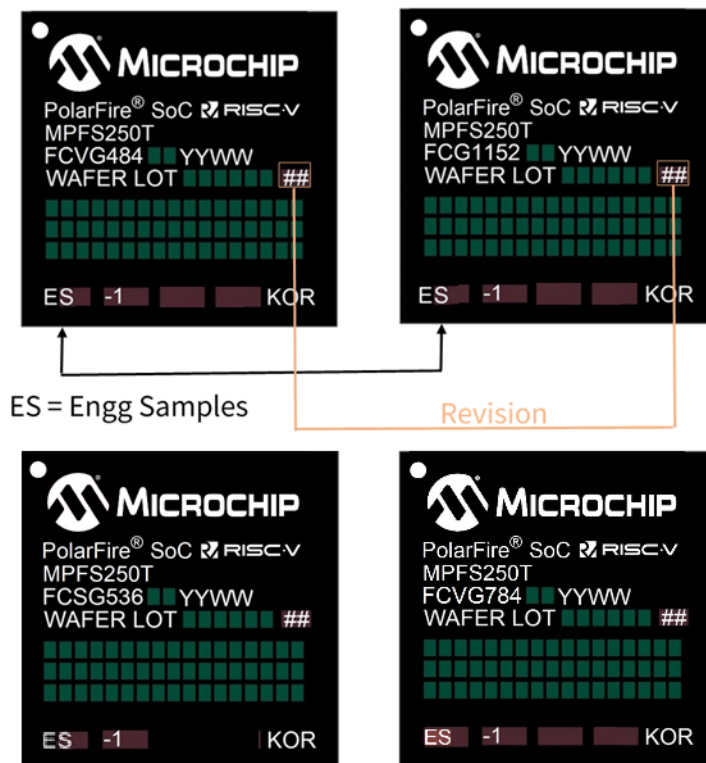 MICROCHIP
PolarFire® SoC RISC-V
MPFS250T
FCVG484 YYWW
WAFER LOT ##
ES -1 KOR
MICROCHIP
PolarFire® SoC RISC-V
MPFS250T
FCG1152 YYWW
WAFER LOT ##
ES -1 KOR
ES = Engg Samples
Revision
MICROCHIP
PolarFire® SoC RISC-V
MPFS250T
FCSG536 YYWW
WAFER LOT ##
ES -1 KOR
MICROCHIP
PolarFire® SoC RISC-V
MPFS250T
FCVG784 YYWW
WAFER LOT ##
ES -1 KOR